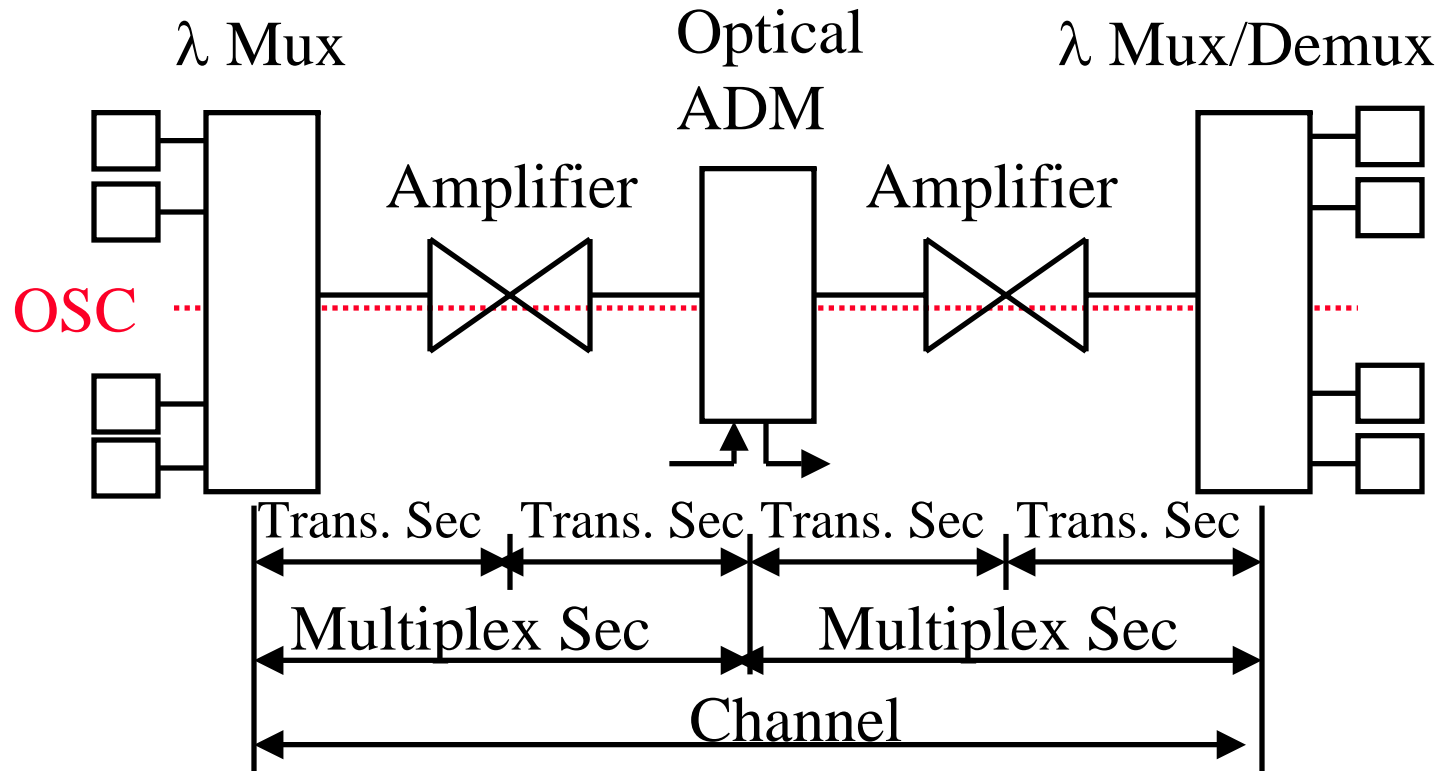 λ Mux
Optical
ADM
λ Mux/Demux
Amplifier
Amplifier
OSC
Trans. Sec
Trans. Sec
Trans. Sec
Trans. Sec
Multiplex Sec
Multiplex Sec
Channel